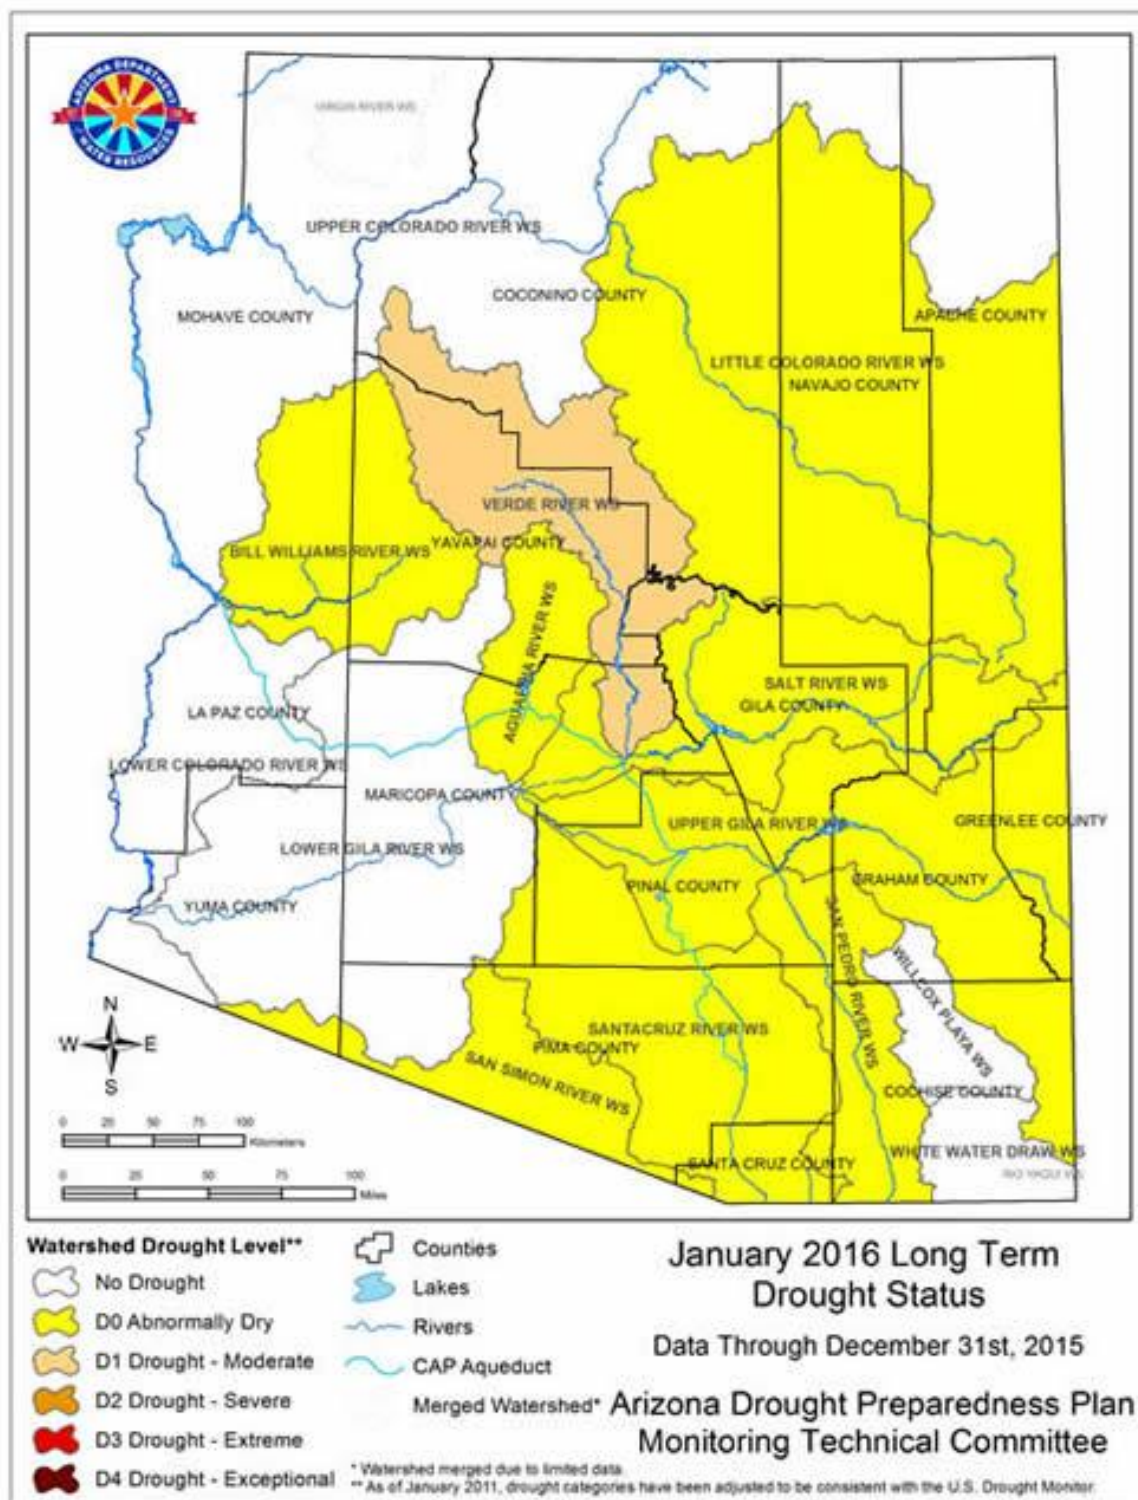 ARIZONA DEPARTMENT
OF WATER RESOURCES
VIRGIN RIVER WS
UPPER COLORADO RIVER WS
COCONINO COUNTY
MOHAVE COUNTY
APACHE COUNTY
LITTLE COLORADO RIVER WS
NAVAJO COUNTY
VERDE RIVER WS
YAVAPAI COUNTY
BILL WILLIAMS RIVER WS
AGUA FRIA RIVER WS
SALT RIVER WS
GILA COUNTY
LA PAZ COUNTY
LOWER COLORADO RIVER WS
MARICOPA COUNTY
UPPER GILA RIVER WS
GREENLEE COUNTY
LOWER GILA RIVER WS
PINAL COUNTY
GRAHAM COUNTY
YUMA COUNTY
SAN PEDRO RIVER WS
WILLCOX PLAYA WS
SANTACRUZ RIVER WS
PIMA COUNTY
SAN SIMON RIVER WS
COCHISE COUNTY
WHITE WATER DRAW WS
RIO YAQUI WS
SANTA CRUZ COUNTY
N
W E
S
0 25 50 75 100
Kilometers
0 25 50 75 100
Miles
Watershed Drought Level**
No Drought
D0 Abnormally Dry
D1 Drought - Moderate
D2 Drought - Severe
D3 Drought - Extreme
D4 Drought - Exceptional
Counties
Lakes
Rivers
CAP Aqueduct
Merged Watershed*
January 2016 Long Term
Drought Status
Data Through December 31st, 2015
Arizona Drought Preparedness Plan
Monitoring Technical Committee
* Watershed merged due to limited data.
** As of January 2011, drought categories have been adjusted to be consistent with the U.S. Drought Monitor.